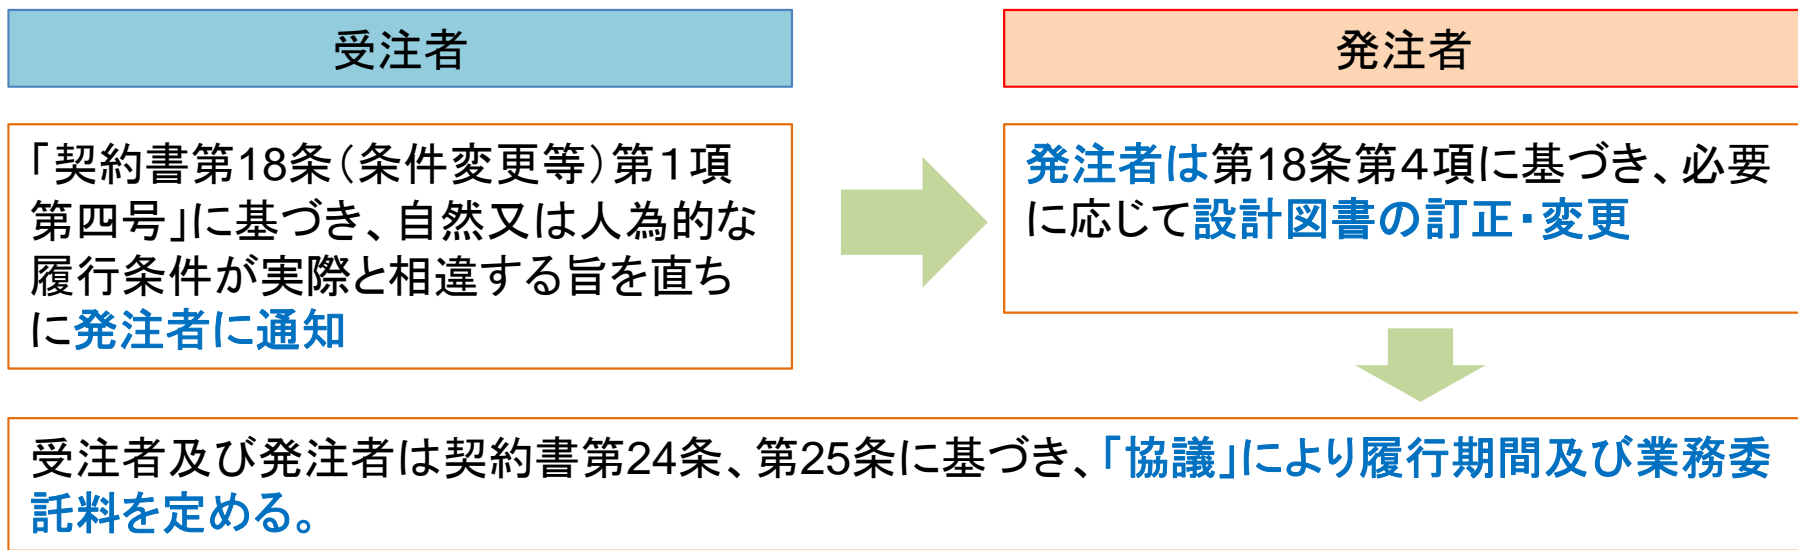 受注者
発注者
「契約書第18条（条件変更等）第１項
第四号」に基づき、自然又は人為的な
履行条件が実際と相違する旨を直ち
に発注者に通知
発注者は第18条第４項に基づき、必要
に応じて設計図書の訂正・変更
受注者及び発注者は契約書第24条、第25条に基づき、「協議」により履行期間及び業務委
託料を定める。